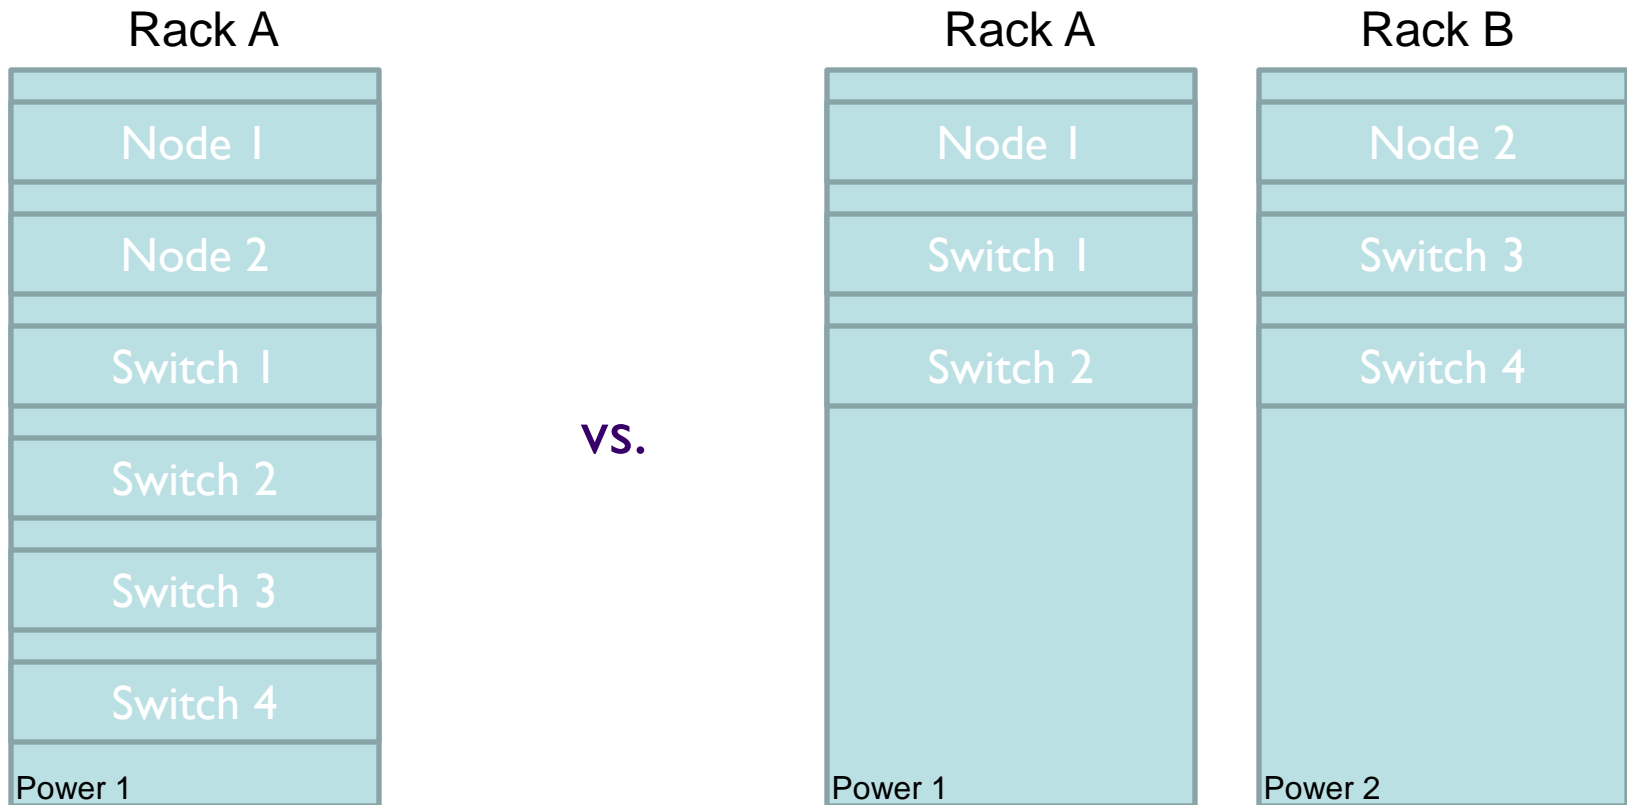 Rack A
Node 1
Node 2
Switch 1
Switch 2
Switch 3
Switch 4
Power 1
vs.
Rack A
Node 1
Switch 1
Switch 2
Power 1
Rack B
Node 2
Switch 3
Switch 4
Power 2